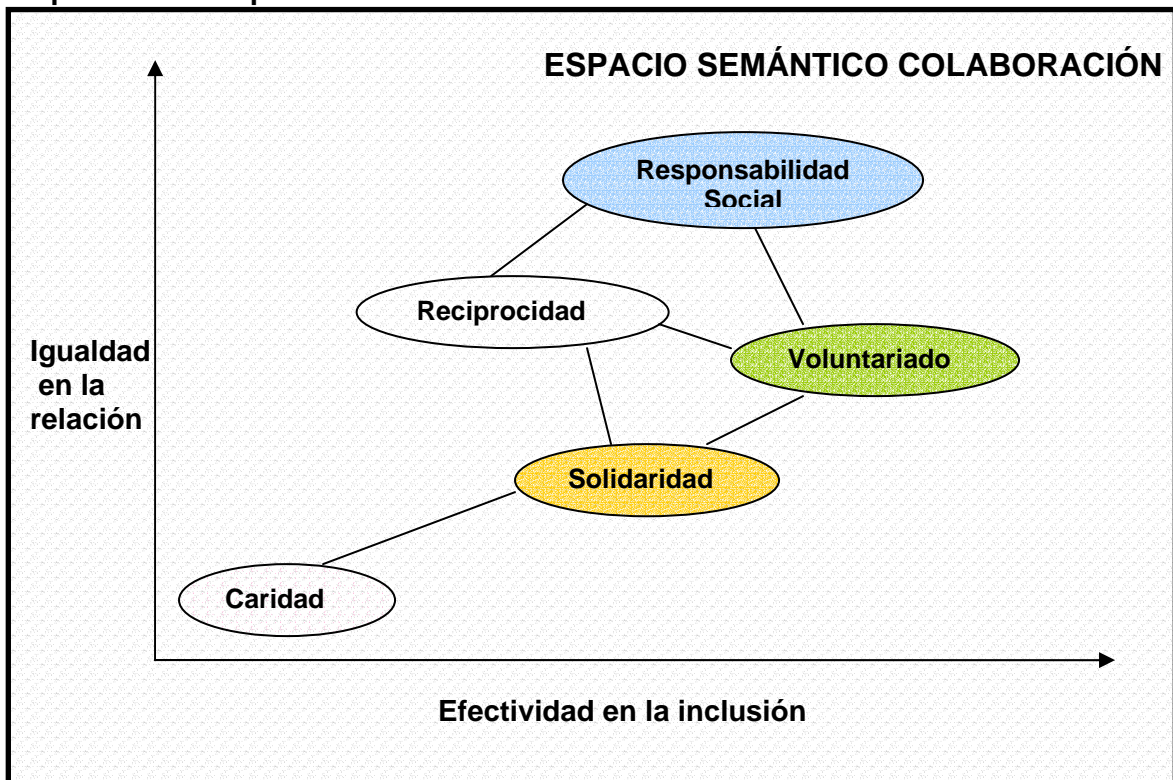 ESPACIO SEMÁNTICO COLABORACIÓN
Responsabilidad
Social
Reciprocidad
Igualdad
en la
relación
Voluntariado
Solidaridad
Caridad
Efectividad en la inclusión